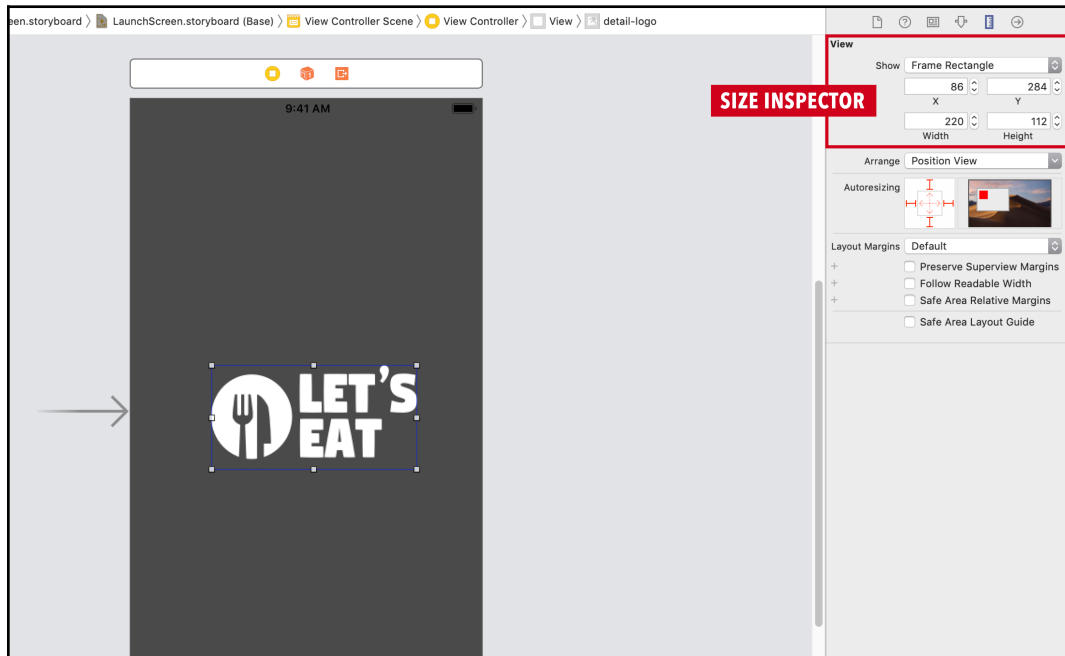 een.storyboard 〉 LaunchScreen.storyboard (Base) 〉 View Controller Scene 〉 View Controller 〉 View 〉 detail-logo
View
Show Frame Rectangle
86 284
X Y
SIZE INSPECTOR
220 112
Width Height
9:41 AM
Arrange Position View
Autoresizing
Layout Margins Default
+ Preserve Superview Margins
+ Follow Readable Width
+ Safe Area Relative Margins
Safe Area Layout Guide
LET’S
EAT